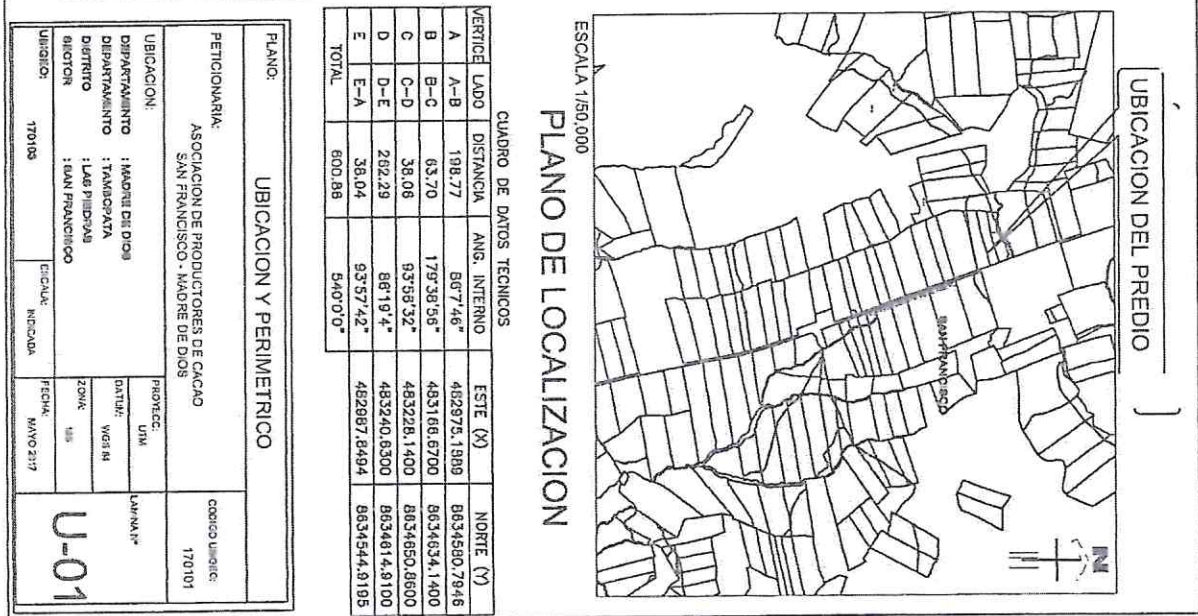 UBICACION DEL PREDIO
N
SAN FRANCISCO
ESCALA 1/50,000
PLANO DE LOCALIZACION
CUADRO DE DATOS TECNICOS
VERTICE LADO DISTANCIA ANG. INTERNO ESTE (X) NORTE (Y)
A A-B 198.77 86°7'46" 482975.1989 8634580.7946
B B-C 63.70 179°38'56" 483166.6700 8634634.1400
C C-D 38.06 93°56'32" 483228.1400 8634650.8600
D D-E 262.29 86°19'4" 483240.6300 8634614.9100
E E-A 38.04 93°57'42" 482987.8494 8634544.9195
TOTAL 600.86 540°0'0"
PLANO: UBICACION Y PERIMETRICO
PETICIONARIA:
ASOCIACION DE PRODUCTORES DE CACAO
SAN FRANCISCO - MADRE DE DIOS
CODIGO UBIGEO:
170101
UBICACION:
DEPARTAMENTO : MADRE DE DIOS
DEPARTAMENTO : TAMBOPATA
DISTRITO : LAS PIEDRAS
SECTOR : SAN FRANCISCO
PROYECC:
UTM
DATUM:
WGS 84
ZONA:
LAMINA N°
U-01
UBIGEO: 170103
ESCALA: INDICADA
FECHA: MAYO 2017